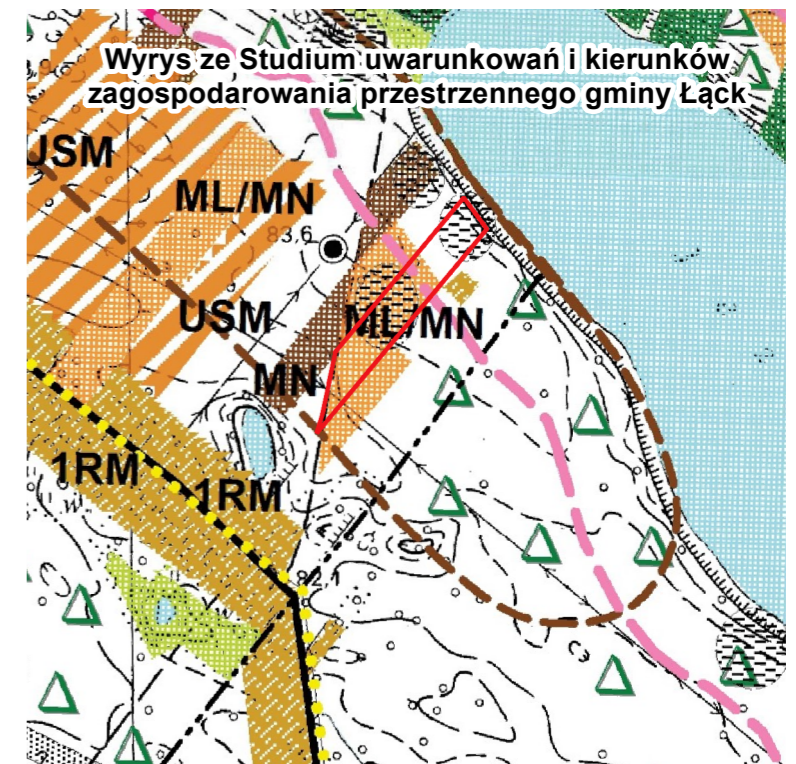 Wyrys ze Studium uwarunkowań i kierunków
zagospodarowania przestrzennego gminy Łąck
USM
ML/MN
83,6
USM
ML/MN
MN
1RM
1RM
w
82,1